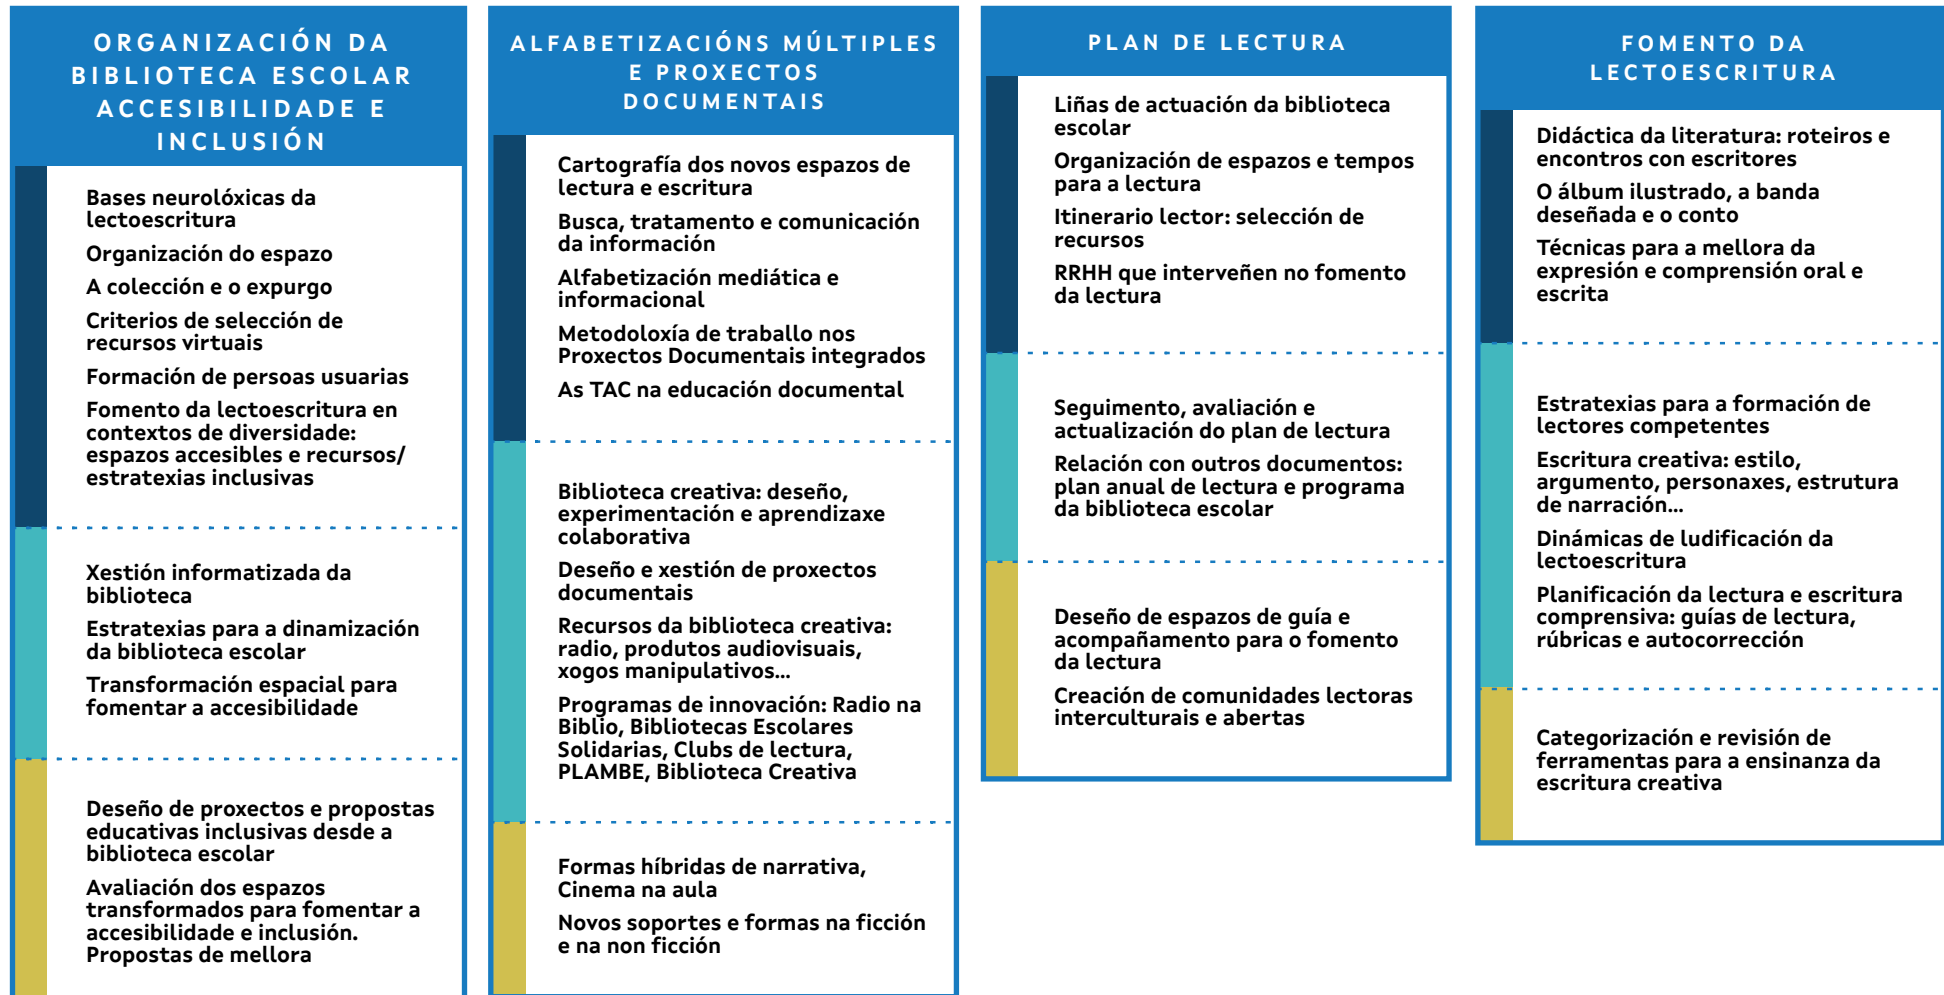 ORGANIZACIÓN DA
BIBLIOTECA ESCOLAR
ACCESIBILIDADE E
INCLUSIÓN
Bases neurolóxicas da
lectoescritura
Organización do espazo
A colección e o expurgo
Criterios de selección de
recursos virtuais
Formación de persoas usuarias
Fomento da lectoescritura en
contextos de diversidade:
espazos accesibles e recursos/
estratexias inclusivas
Xestión informatizada da
biblioteca
Estratexias para a dinamización
da biblioteca escolar
Transformación espacial para
fomentar a accesibilidade
Deseño de proxectos e propostas
educativas inclusivas desde a
biblioteca escolar
Avaliación dos espazos
transformados para fomentar a
accesibilidade e inclusión.
Propostas de mellora
ALFABETIZACIÓNS MÚLTIPLES
E PROXECTOS
DOCUMENTAIS
Cartografía dos novos espazos de
lectura e escritura
Busca, tratamento e comunicación
da información
Alfabetización mediática e
informacional
Metodoloxía de traballo nos
Proxectos Documentais integrados
As TAC na educación documental
Biblioteca creativa: deseño,
experimentación e aprendizaxe
colaborativa
Deseño e xestión de proxectos
documentais
Recursos da biblioteca creativa:
radio, produtos audiovisuais,
xogos manipulativos...
Programas de innovación: Radio na
Biblio, Bibliotecas Escolares
Solidarias, Clubs de lectura,
PLAMBE, Biblioteca Creativa
Formas híbridas de narrativa,
Cinema na aula
Novos soportes e formas na ficción
e na non ficción
PLAN DE LECTURA
Liñas de actuación da biblioteca
escolar
Organización de espazos e tempos
para a lectura
Itinerario lector: selección de
recursos
RRHH que interveñen no fomento
da lectura
Seguimento, avaliación e
actualización do plan de lectura
Relación con outros documentos:
plan anual de lectura e programa
da biblioteca escolar
Deseño de espazos de guía e
acompañamento para o fomento
da lectura
Creación de comunidades lectoras
interculturais e abertas
FOMENTO DA
LECTOESCRITURA
Didáctica da literatura: roteiros e
encontros con escritores
O álbum ilustrado, a banda
deseñada e o conto
Técnicas para a mellora da
expresión e comprensión oral e
escrita
Estratexias para a formación de
lectores competentes
Escritura creativa: estilo,
argumento, personaxes, estrutura
de narración...
Dinámicas de ludificación da
lectoescritura
Planificación da lectura e escritura
comprensiva: guías de lectura,
rúbricas e autocorrección
Categorización e revisión de
ferramentas para a ensinanza da
escritura creativa